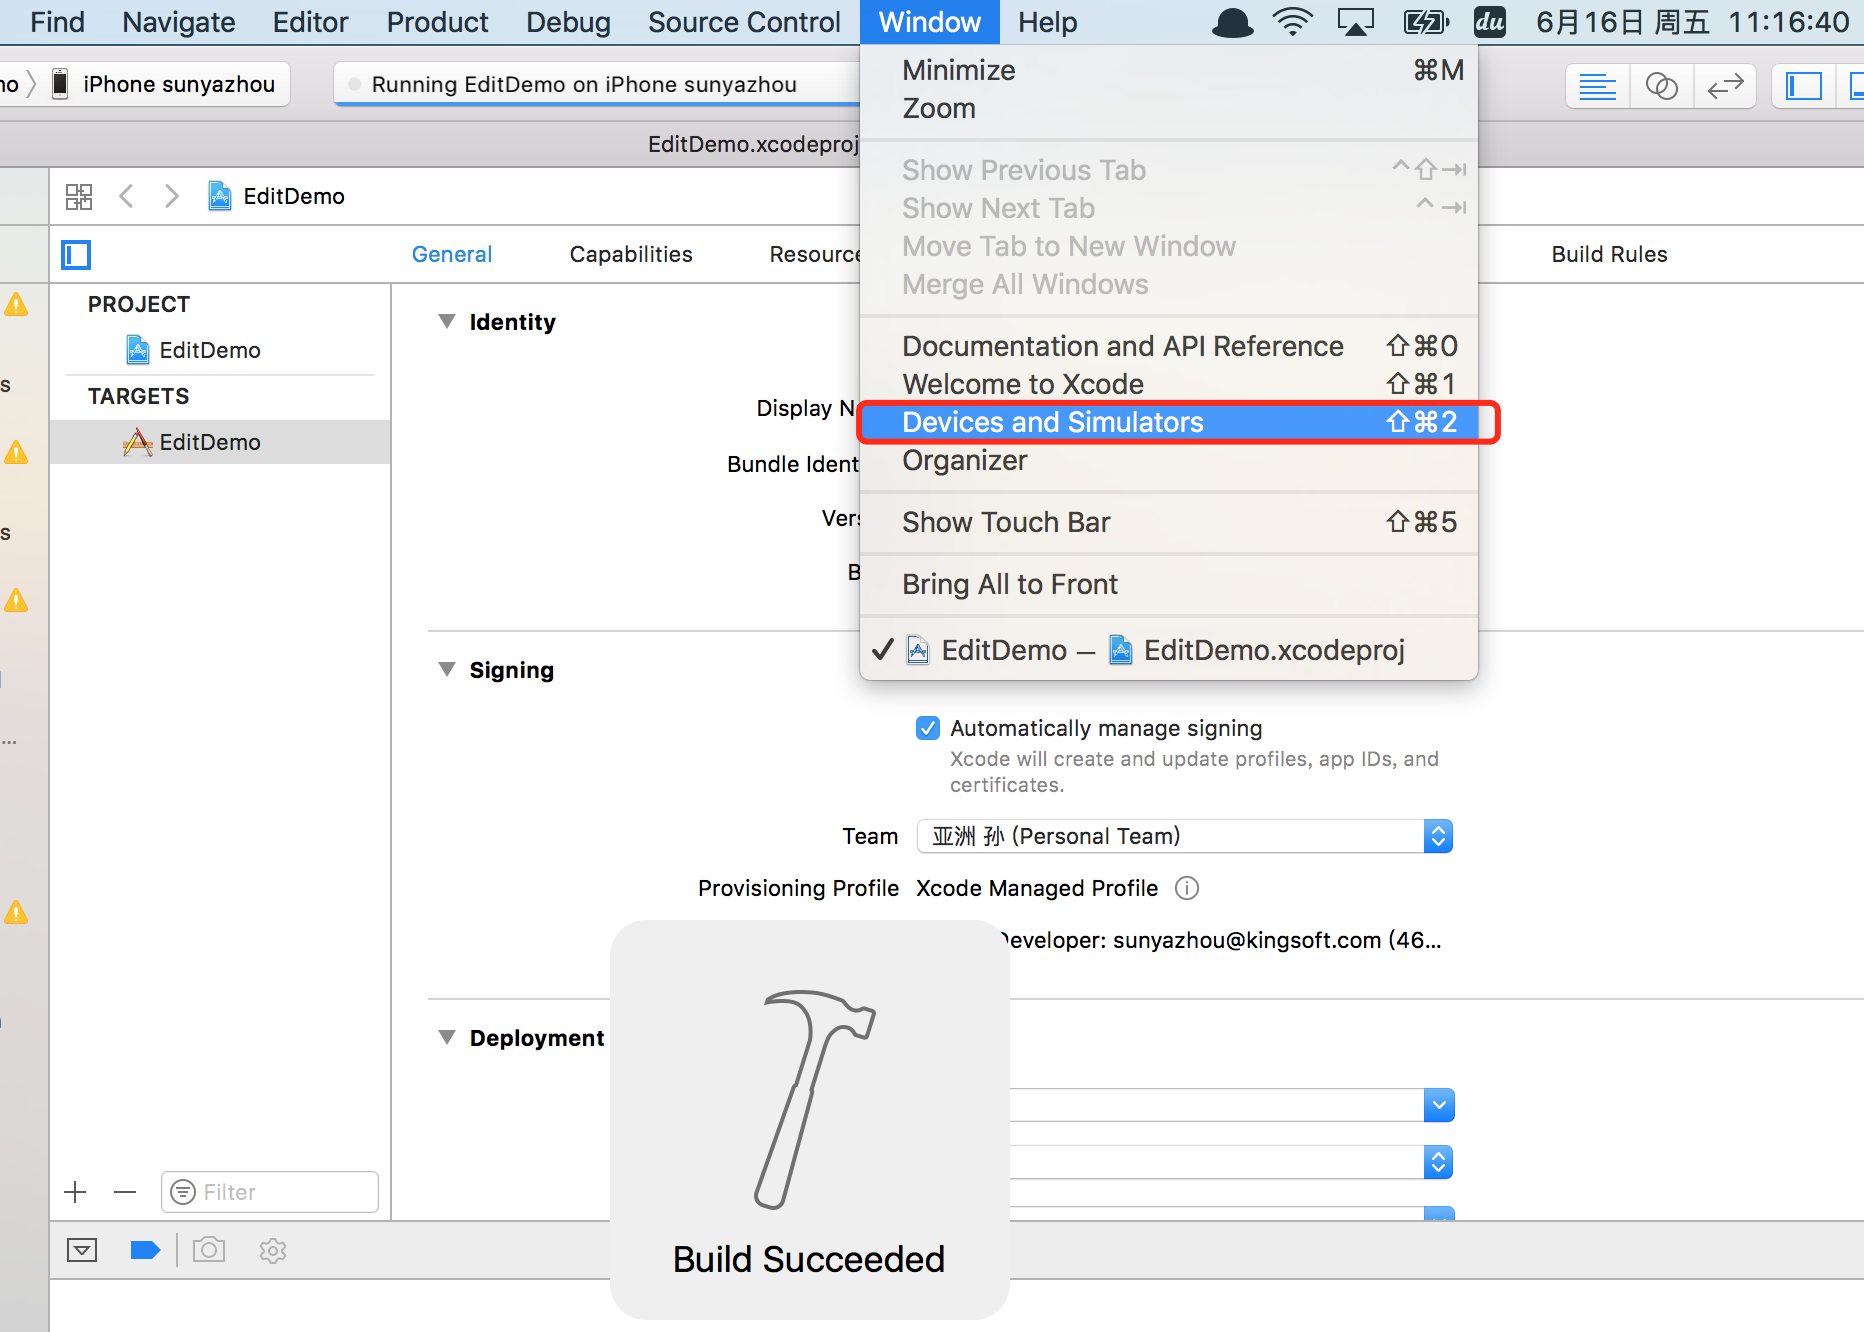 Find Navigate Editor Product Debug Source Control Window Help du 6月16日 周五 11:16:40
iPhone sunyazhou Running EditDemo on iPhone sunyazhou
EditDemo.xcodeproj
EditDemo
General Capabilities Resource Build Rules
PROJECT
EditDemo
TARGETS
EditDemo
Identity
Display N
Bundle Ident
Vers
B
Minimize ⌘M
Zoom
Show Previous Tab ^⇧⇥
Show Next Tab ^⇥
Move Tab to New Window
Merge All Windows
Documentation and API Reference ⇧⌘0
Welcome to Xcode ⇧⌘1
Devices and Simulators ⇧⌘2
Organizer
Show Touch Bar ⇧⌘5
Bring All to Front
✓ EditDemo — EditDemo.xcodeproj
Signing
Automatically manage signing
Xcode will create and update profiles, app IDs, and
certificates.
Team 亚洲 孙 (Personal Team)
Provisioning Profile Xcode Managed Profile
Developer: sunyazhou@kingsoft.com (46...
Deployment
Filter
Build Succeeded